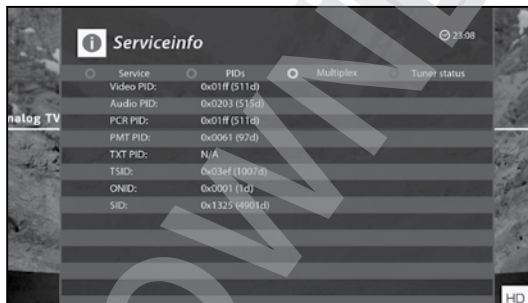 Serviceinfo
23:08
Service PIDs Multiplex Tuner status
Video PID: 0x01ff (511d)
Audio PID: 0x0203 (515d)
nalog TV
PCR PID: 0x01ff (511d)
PMT PID: 0x0061 (97d)
TXT PID: N/A
TSID: 0x03ef (1007d)
ONID: 0x0001 (1d)
SID: 0x1325 (4901d)
HD